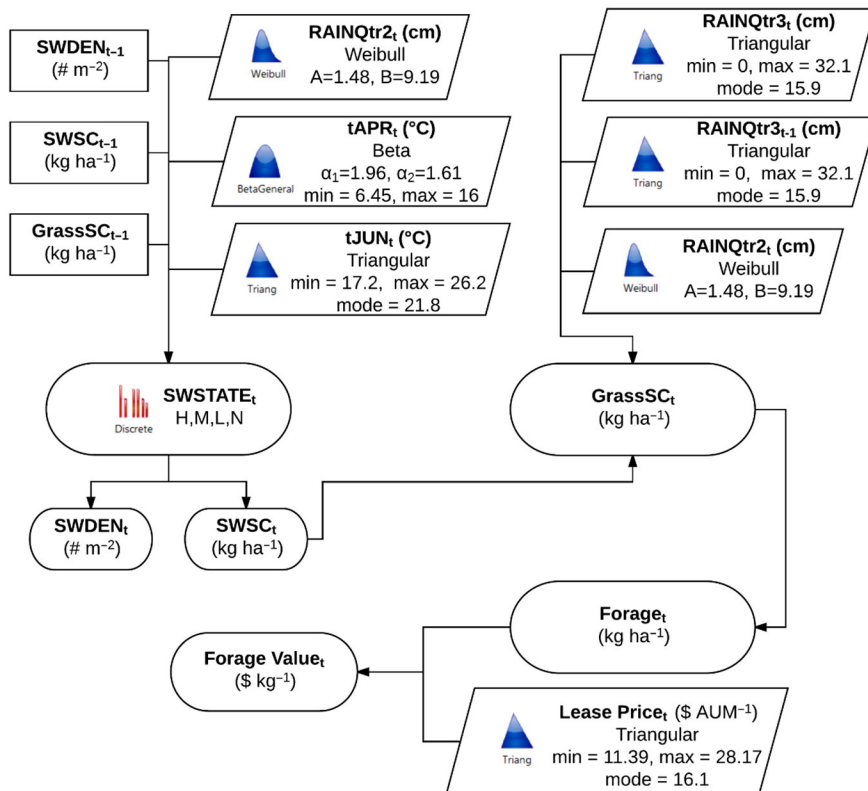 SWDENₜ₋₁
(# m⁻²)
SWSCₜ₋₁
(kg ha⁻¹)
GrassSCₜ₋₁
(kg ha⁻¹)
RAINQtr2ₜ (cm)
Weibull
Weibull
A=1.48, B=9.19
tAPRₜ (°C)
Beta
α₁=1.96, α₂=1.61
BetaGeneral
min = 6.45, max = 16
tJUNₜ (°C)
Triangular
min = 17.2, max = 26.2
Triang
mode = 21.8
RAINQtr3ₜ (cm)
Triangular
min = 0, max = 32.1
Triang
mode = 15.9
RAINQtr3ₜ₋₁ (cm)
Triangular
min = 0, max = 32.1
Triang
mode = 15.9
RAINQtr2ₜ (cm)
Weibull
Weibull
A=1.48, B=9.19
SWSTATEₜ
H,M,L,N
Discrete
GrassSCₜ
(kg ha⁻¹)
SWDENₜ
(# m⁻²)
SWSCₜ
(kg ha⁻¹)
Forageₜ
(kg ha⁻¹)
Forage Valueₜ
($ kg⁻¹)
Lease Priceₜ ($ AUM⁻¹)
Triangular
min = 11.39, max = 28.17
Triang
mode = 16.1